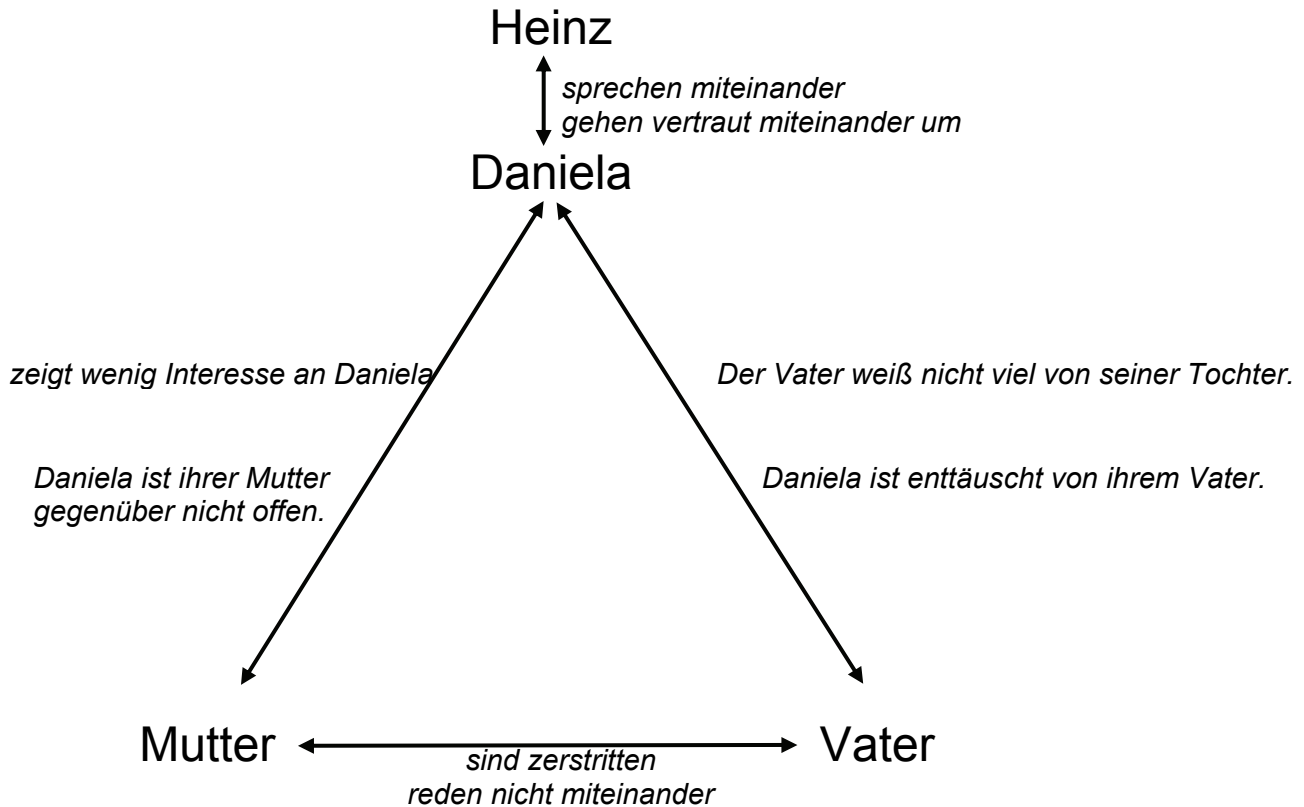 Heinz
sprechen miteinander
gehen vertraut miteinander um
Daniela
zeigt wenig Interesse an Daniela
Der Vater weiß nicht viel von seiner Tochter.
Daniela ist ihrer Mutter
gegenüber nicht offen.
Daniela ist enttäuscht von ihrem Vater.
Mutter
Vater
sind zerstritten
reden nicht miteinander